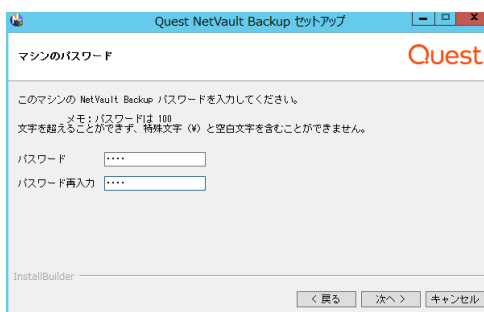 Quest NetVault Backup セットアップ
マシンのパスワード
Quest
このマシンの NetVault Backup パスワードを入力してください。
メモ:パスワードは 100
文字を超えることができず、特殊文字 (¥) と空白文字を含むことができません。
パスワード ····
パスワード再入力 ····
InstallBuilder
< 戻る 次へ > キャンセル